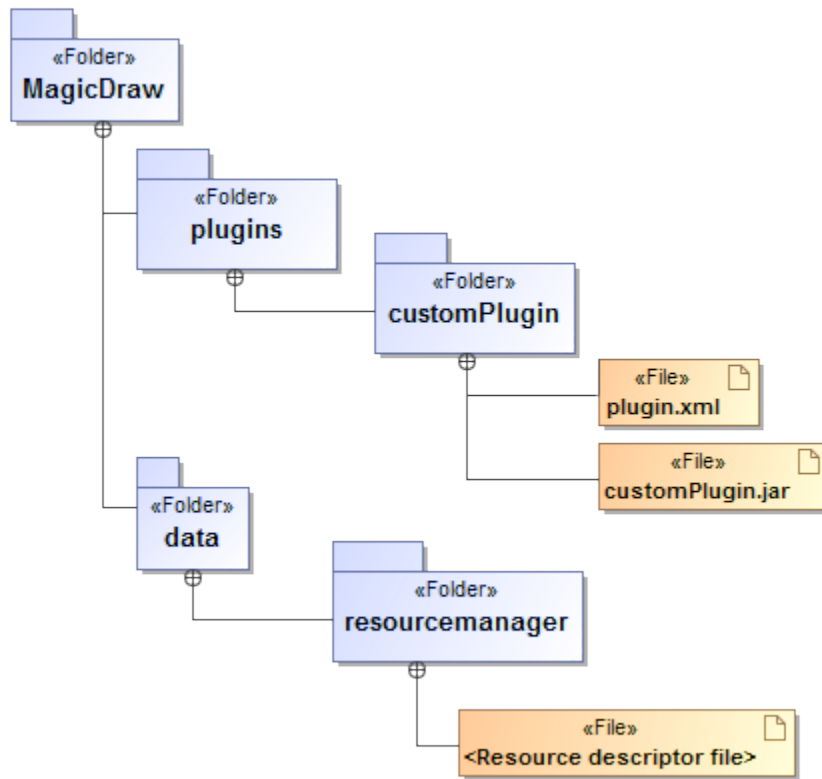 «Folder»
MagicDraw
«Folder»
plugins
«Folder»
customPlugin
«File»
plugin.xml
«File»
customPlugin.jar
«Folder»
data
«Folder»
resourcemanager
«File»
<Resource descriptor file>